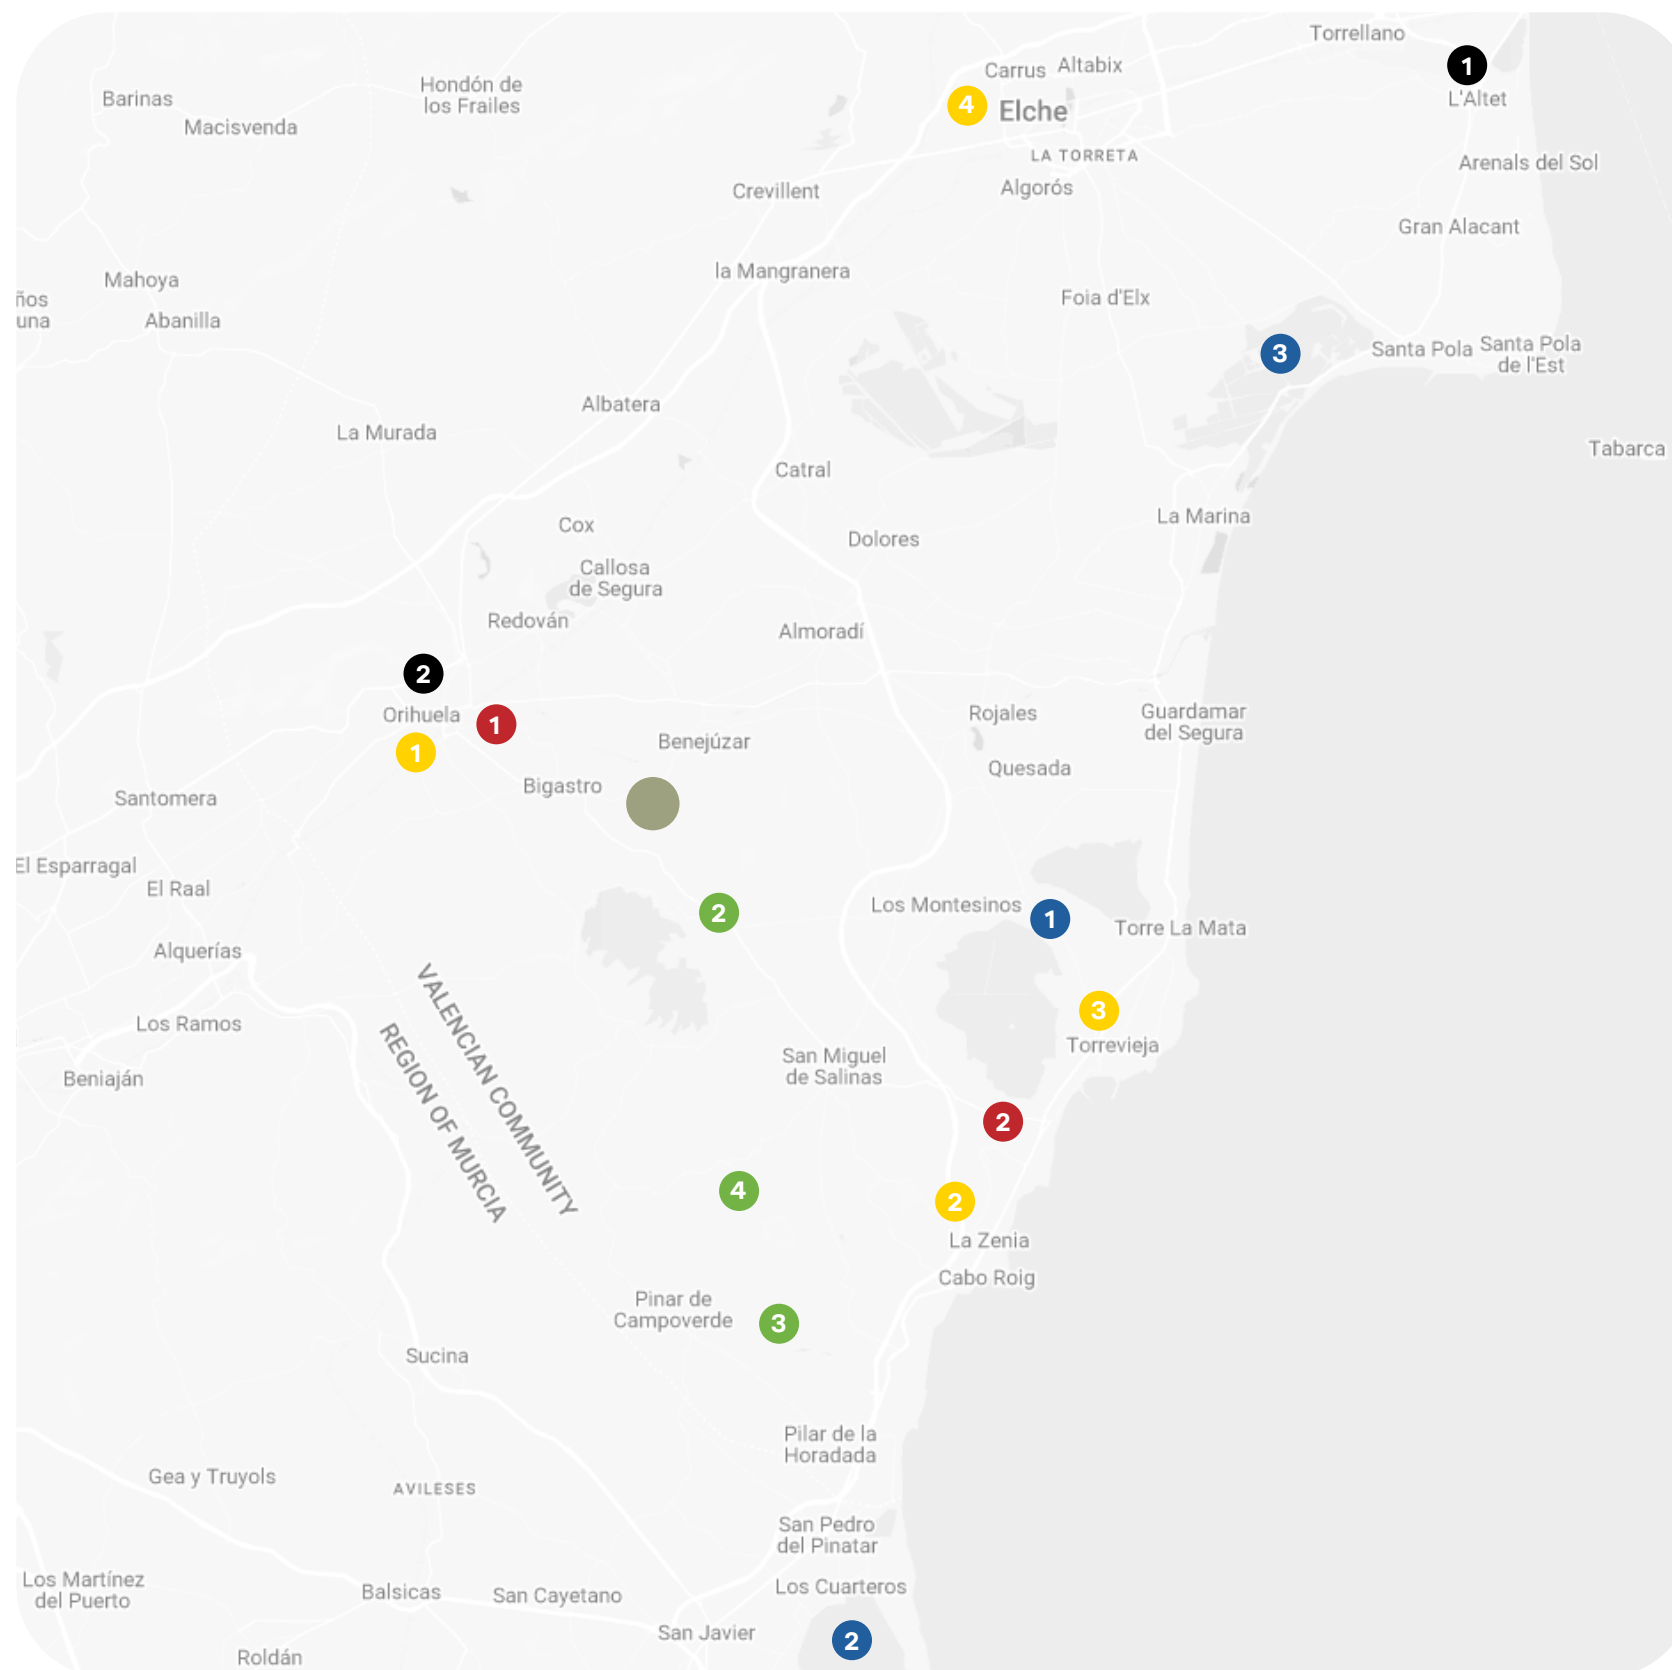 Torrellano
1
Carrus
Altabix
Hondón de
los Frailes
Barinas
L'Altet
4
Elche
Macisvenda
LA TORRETA
Arenals del Sol
Crevillent
Algorós
Gran Alacant
la Mangranera
Mahoya
ños
una
Foia d'Elx
Abanilla
3
Santa Pola
Santa Pola
de l'Est
Albatera
La Murada
Tabarca
Catral
La Marina
Cox
Dolores
Callosa
de Segura
Redován
Almoradí
2
Orihuela
1
1
Rojales
Guardamar
del Segura
Benejúzar
Quesada
Bigastro
Santomera
El Esparragal
El Raal
2
Los Montesinos
1
Torre La Mata
Alquerías
VALENCIAN COMMUNITY
REGION OF MURCIA
3
Los Ramos
Torrevieja
San Miguel
de Salinas
Beniaján
2
4
2
La Zenia
Cabo Roig
Pinar de
Campoverde
3
Sucina
Pilar de la
Horadada
Gea y Truyols
AVILESES
San Pedro
del Pinatar
Los Martínez
del Puerto
Balsicas
San Cayetano
Los Cuarteros
San Javier
2
Roldán